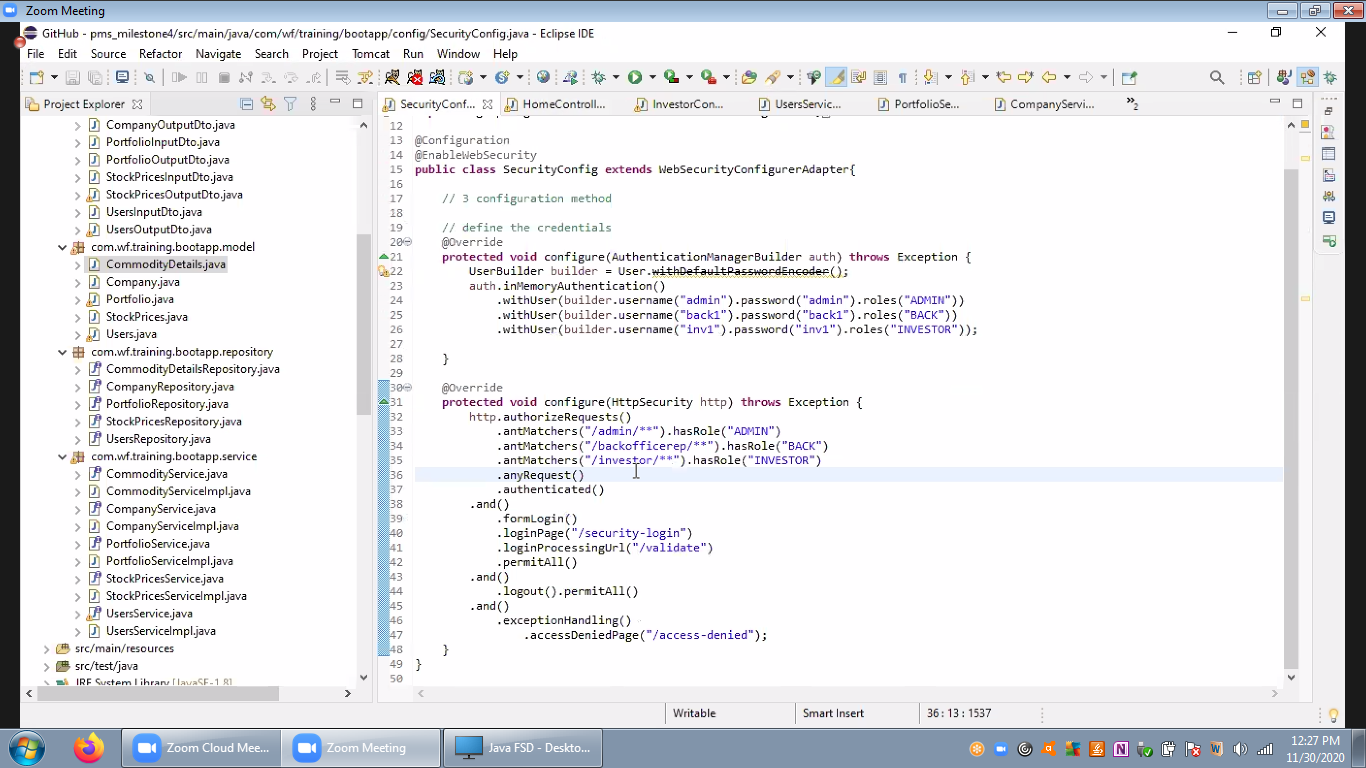 Zoom Meeting
GitHub - pms_milestone4/src/main/java/com/wf/training/bootapp/config/SecurityConfig.java - Eclipse IDE
File Edit Source Refactor Navigate Search Project Tomcat Run Window Help
Project Explorer
SecurityConf... HomeControll... InvestorCon... UsersServic... PortfolioSe... CompanyServi... »2
CompanyOutputDto.java
PortfolioInputDto.java
PortfolioOutputDto.java
StockPricesInputDto.java
StockPricesOutputDto.java
UsersInputDto.java
UsersOutputDto.java
com.wf.training.bootapp.model
CommodityDetails.java
Company.java
Portfolio.java
StockPrices.java
Users.java
com.wf.training.bootapp.repository
CommodityDetailsRepository.java
CompanyRepository.java
PortfolioRepository.java
StockPricesRepository.java
UsersRepository.java
com.wf.training.bootapp.service
CommodityService.java
CommodityServiceImpl.java
CompanyService.java
CompanyServiceImpl.java
PortfolioService.java
PortfolioServiceImpl.java
StockPricesService.java
StockPricesServiceImpl.java
UsersService.java
UsersServiceImpl.java
src/main/resources
src/test/java
JRE System Library [JavaSE-1.8]
12
13 @Configuration
14 @EnableWebSecurity
15 public class SecurityConfig extends WebSecurityConfigurerAdapter{
16
17 // 3 configuration method
18
19 // define the credentials
20 @Override
21 protected void configure(AuthenticationManagerBuilder auth) throws Exception {
22 UserBuilder builder = User.withDefaultPasswordEncoder();
23 auth.inMemoryAuthentication()
24 .withUser(builder.username("admin").password("admin").roles("ADMIN"))
25 .withUser(builder.username("back1").password("back1").roles("BACK"))
26 .withUser(builder.username("inv1").password("inv1").roles("INVESTOR"));
27
28 }
29
30 @Override
31 protected void configure(HttpSecurity http) throws Exception {
32 http.authorizeRequests()
33 .antMatchers("/admin/**").hasRole("ADMIN")
34 .antMatchers("/backofficerep/**").hasRole("BACK")
35 .antMatchers("/investor/**").hasRole("INVESTOR")
36 .anyRequest()
37 .authenticated()
38 .and()
39 .formLogin()
40 .loginPage("/security-login")
41 .loginProcessingUrl("/validate")
42 .permitAll()
43 .and()
44 .logout().permitAll()
45 .and()
46 .exceptionHandling()
47 .accessDeniedPage("/access-denied");
48 }
49 }
50
Writable Smart Insert 36 : 13 : 1537
Zoom Cloud Mee... Zoom Meeting Java FSD - Deskto...
12:27 PM
11/30/2020